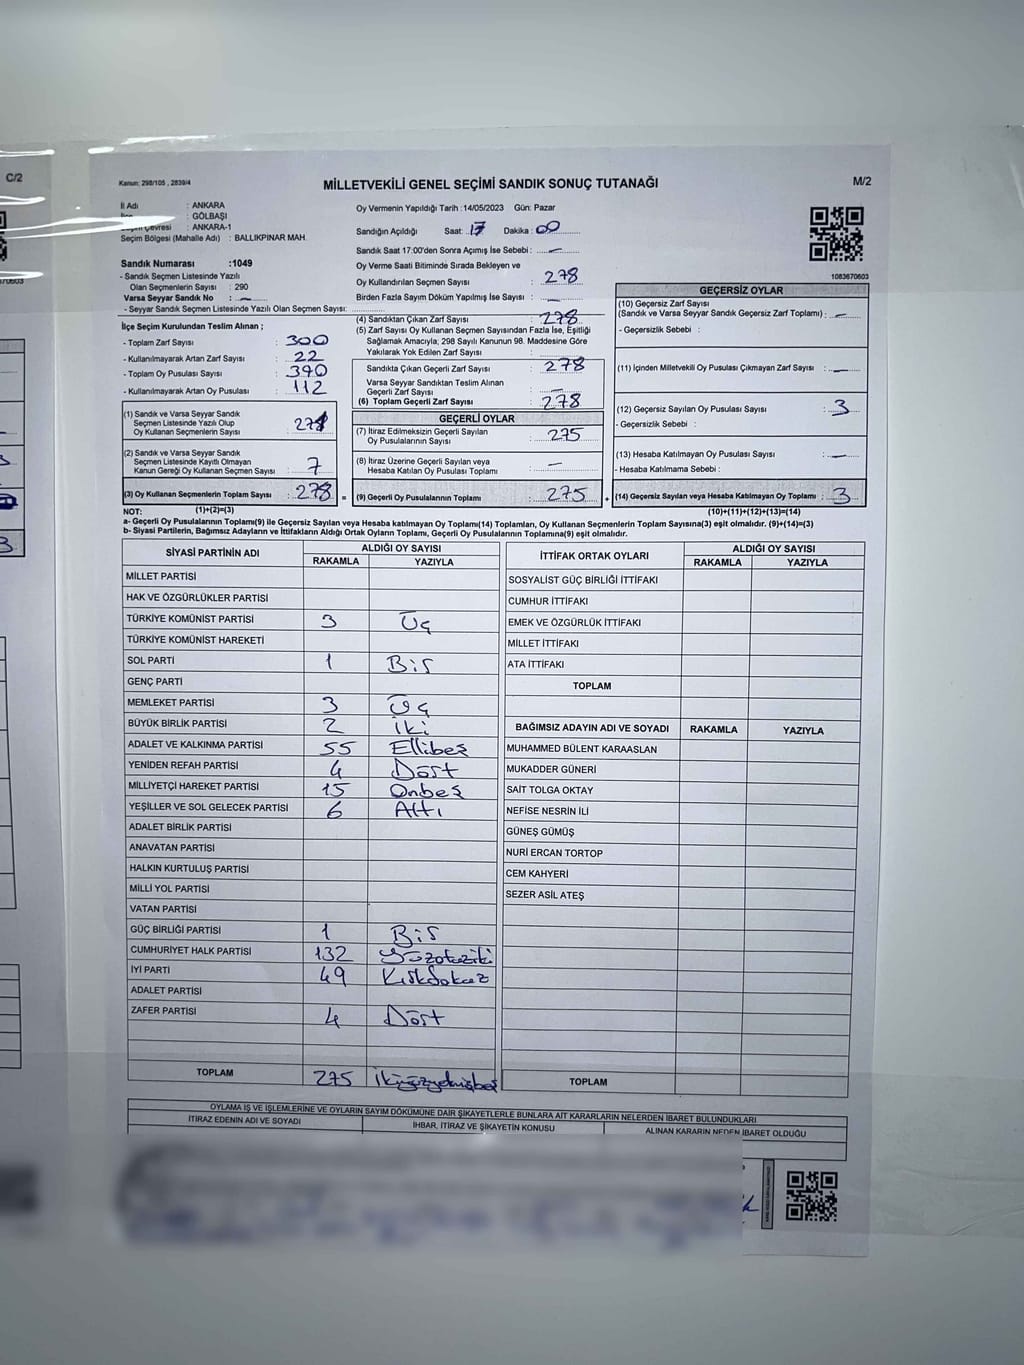 C/2
Kanun: 298/105 , 2839/4
MİLLETVEKİLİ GENEL SEÇİMİ SANDIK SONUÇ TUTANAĞI
M/2
İl Adı : ANKARA
: GÖLBAŞI
Çevresi : ANKARA-1
Seçim Bölgesi (Mahalle Adı) : BALLIKPINAR MAH.
Sandık Numarası :1049
- Sandık Seçmen Listesinde Yazılı
Olan Seçmenlerin Sayısı : 290
Varsa Seyyar Sandık No : —
- Seyyar Sandık Seçmen Listesinde Yazılı Olan Seçmen Sayısı:
İlçe Seçim Kurulundan Teslim Alınan ;
- Toplam Zarf Sayısı : 300
- Kullanılmayarak Artan Zarf Sayısı : 22
- Toplam Oy Pusulası Sayısı : 390
- Kullanılmayarak Artan Oy Pusulası : 112
(1) Sandık ve Varsa Seyyar Sandık
Seçmen Listesinde Yazılı Olup
Oy Kullanan Seçmenlerin Sayısı : 271
(2) Sandık ve Varsa Seyyar Sandık
Seçmen Listesinde Kayıtlı Olmayan
Kanun Gereği Oy Kullanan Seçmen Sayısı : 7
(3) Oy Kullanan Seçmenlerin Toplam Sayısı : 278
Oy Vermenin Yapıldığı Tarih :14/05/2023 Gün: Pazar
Sandığın Açıldığı Saat: 17 Dakika : 00
Sandık Saat 17:00'den Sonra Açımış İse Sebebi : —
Oy Verme Saati Bitiminde Sırada Bekleyen ve
Oy Kullandırılan Seçmen Sayısı : 278
Birden Fazla Sayım Döküm Yapılmış İse Sayısı : —
(4) Sandıktan Çıkan Zarf Sayısı : 278
(5) Zarf Sayısı Oy Kullanan Seçmen Sayısından Fazla İse, Eşitliği
Sağlamak Amacıyla; 298 Sayılı Kanunun 98. Maddesine Göre
Yakılarak Yok Edilen Zarf Sayısı :
Sandıkta Çıkan Geçerli Zarf Sayısı : 278
Varsa Seyyar Sandıktan Teslim Alınan
Geçerli Zarf Sayısı : —
(6) Toplam Geçerli Zarf Sayısı : 278
GEÇERLİ OYLAR
(7) İtiraz Edilmeksizin Geçerli Sayılan
Oy Pusulalarının Sayısı : 275
(8) İtiraz Üzerine Geçerli Sayılan veya
Hesaba Katılan Oy Pusulası Toplamı : —
= (9) Geçerli Oy Pusulalarının Toplamı : 275
1083670603
GEÇERSİZ OYLAR
(10) Geçersiz Zarf Sayısı
(Sandık ve Varsa Seyyar Sandık Geçersiz Zarf Toplamı) : —
- Geçersizlik Sebebi :
(11) İçinden Milletvekili Oy Pusulası Çıkmayan Zarf Sayısı : —
(12) Geçersiz Sayılan Oy Pusulası Sayısı : 3
- Geçersizlik Sebebi :
(13) Hesaba Katılmayan Oy Pusulası Sayısı : —
- Hesaba Katılmama Sebebi :
+ (14) Geçersiz Sayılan veya Hesaba Katılmayan Oy Toplamı : 3
NOT: (1)+(2)=(3) (10)+(11)+(12)+(13)=(14)
a- Geçerli Oy Pusulalarının Toplamı(9) ile Geçersiz Sayılan veya Hesaba katılmayan Oy Toplamı(14) Toplamları, Oy Kullanan Seçmenlerin Toplam Sayısına(3) eşit olmalıdır. (9)+(14)=(3)
b- Siyasi Partilerin, Bağımsız Adayların ve İttifakların Aldığı Ortak Oyların Toplamı, Geçerli Oy Pusulalarının Toplamına(9) eşit olmalıdır.
SİYASİ PARTİNİN ADI ALDIĞI OY SAYISI
RAKAMLA YAZIYLA
MİLLET PARTİSİ
HAK VE ÖZGÜRLÜKLER PARTİSİ
TÜRKİYE KOMÜNİST PARTİSİ 3 Üç
TÜRKİYE KOMÜNİST HAREKETİ
SOL PARTİ 1 Bir
GENÇ PARTİ
MEMLEKET PARTİSİ 3 Üç
BÜYÜK BİRLİK PARTİSİ 2 İki
ADALET VE KALKINMA PARTİSİ 55 Ellibeş
YENİDEN REFAH PARTİSİ 4 Dört
MİLLİYETÇİ HAREKET PARTİSİ 15 Onbeş
YEŞİLLER VE SOL GELECEK PARTİSİ 6 Altı
ADALET BİRLİK PARTİSİ
ANAVATAN PARTİSİ
HALKIN KURTULUŞ PARTİSİ
MİLLİ YOL PARTİSİ
VATAN PARTİSİ
GÜÇ BİRLİĞİ PARTİSİ 1 Bir
CUMHURİYET HALK PARTİSİ 132 Yüzotuziki
İYİ PARTİ 49 Kırkdokuz
ADALET PARTİSİ
ZAFER PARTİSİ 4 Dört
TOPLAM 275 İkiyüzyetmişbeş
İTTİFAK ORTAK OYLARI ALDIĞI OY SAYISI
RAKAMLA YAZIYLA
SOSYALİST GÜÇ BİRLİĞİ İTTİFAKI
CUMHUR İTTİFAKI
EMEK VE ÖZGÜRLÜK İTTİFAKI
MİLLET İTTİFAKI
ATA İTTİFAKI
TOPLAM
BAĞIMSIZ ADAYIN ADI VE SOYADI RAKAMLA YAZIYLA
MUHAMMED BÜLENT KARAASLAN
MUKADDER GÜNERİ
SAİT TOLGA OKTAY
NEFİSE NESRİN İLİ
GÜNEŞ GÜMÜŞ
NURİ ERCAN TORTOP
CEM KAHYERİ
SEZER ASİL ATEŞ
TOPLAM
OYLAMA İŞ VE İŞLEMLERİNE VE OYLARIN SAYIM DÖKÜMÜNE DAİR ŞİKAYETLERLE BUNLARA AİT KARARLARIN NELERDEN İBARET BULUNDUKLARI
İTİRAZ EDENİN ADI VE SOYADI İHBAR, İTİRAZ VE ŞİKAYETİN KONUSU ALINAN KARARIN NEDEN İBARET OLDUĞU